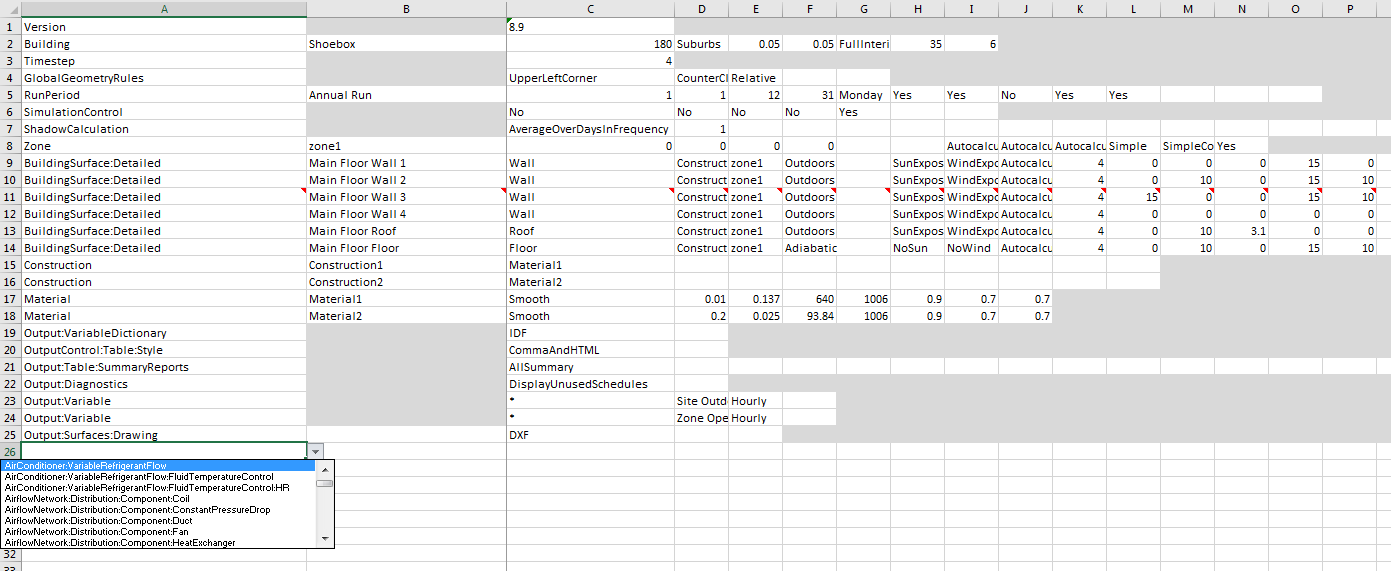 A B C D E F G H I J K L M N O P
1 Version 8.9
2 Building Shoebox 180 Suburbs 0.05 0.05 FullInteri 35 6
3 Timestep 4
4 GlobalGeometryRules UpperLeftCorner CounterCl Relative
5 RunPeriod Annual Run 1 1 12 31 Monday Yes Yes No Yes Yes
6 SimulationControl No No No No Yes
7 ShadowCalculation AverageOverDaysInFrequency 1
8 Zone zone1 0 0 0 0 Autocalcu Autocalcu Autocalcu Simple SimpleCo Yes
9 BuildingSurface:Detailed Main Floor Wall 1 Wall Construct zone1 Outdoors SunExpos WindExpo Autocalcu 4 0 0 0 15 0
10 BuildingSurface:Detailed Main Floor Wall 2 Wall Construct zone1 Outdoors SunExpos WindExpo Autocalcu 4 0 10 0 15 10
11 BuildingSurface:Detailed Main Floor Wall 3 Wall Construct zone1 Outdoors SunExpos WindExpo Autocalcu 4 15 0 0 15 10
12 BuildingSurface:Detailed Main Floor Wall 4 Wall Construct zone1 Outdoors SunExpos WindExpo Autocalcu 4 0 0 0 0 0
13 BuildingSurface:Detailed Main Floor Roof Roof Construct zone1 Outdoors SunExpos WindExpo Autocalcu 4 0 10 3.1 0 0
14 BuildingSurface:Detailed Main Floor Floor Floor Construct zone1 Adiabatic NoSun NoWind Autocalcu 4 0 10 0 15 10
15 Construction Construction1 Material1
16 Construction Construction2 Material2
17 Material Material1 Smooth 0.01 0.137 640 1006 0.9 0.7 0.7
18 Material Material2 Smooth 0.2 0.025 93.84 1006 0.9 0.7 0.7
19 Output:VariableDictionary IDF
20 OutputControl:Table:Style CommaAndHTML
21 Output:Table:SummaryReports AllSummary
22 Output:Diagnostics DisplayUnusedSchedules
23 Output:Variable * Site Outd Hourly
24 Output:Variable * Zone Ope Hourly
25 Output:Surfaces:Drawing DXF
26
AirConditioner:VariableRefrigerantFlow
AirConditioner:VariableRefrigerantFlow:FluidTemperatureControl
AirConditioner:VariableRefrigerantFlow:FluidTemperatureControl:HR
AirflowNetwork:Distribution:Component:Coil
AirflowNetwork:Distribution:Component:ConstantPressureDrop
AirflowNetwork:Distribution:Component:Duct
AirflowNetwork:Distribution:Component:Fan
AirflowNetwork:Distribution:Component:HeatExchanger
32
33